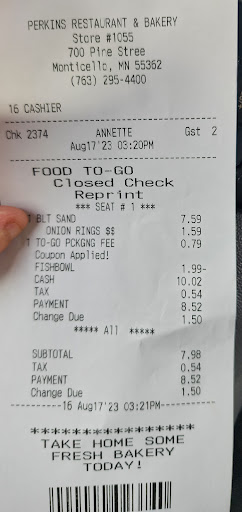 PERKINS RESTAURANT & BAKERY
Store #1055
700 Pine Stree
Monticello, MN 55362
(763) 295-4400
16 CASHIER
Chk 2374 ANNETTE Gst 2
Aug17'23 03:20PM
FOOD TO-GO
Closed Check
Reprint
*** SEAT # 1 ***
BLT SAND 7.59
ONION RINGS $$ 1.59
1 TO-GO PCKGNG FEE 0.79
Coupon Applied!
FISHBOWL 1.99-
CASH 10.02
TAX 0.54
PAYMENT 8.52
Change Due 1.50
***** All *****
SUBTOTAL 7.98
TAX 0.54
PAYMENT 8.52
Change Due 1.50
------16 Aug17'23 03:21PM------
***************
TAKE HOME SOME
FRESH BAKERY
TODAY!